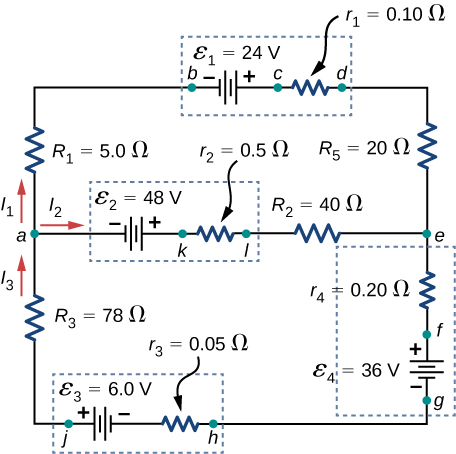 r₁ = 0.10 Ω
ℰ₁ = 24 V
b − + c d
R₁ = 5.0 Ω
r₂ = 0.5 Ω
R₅ = 20 Ω
ℰ₂ = 48 V
I₁ I₂
R₂ = 40 Ω
− +
a k l e
I₃
r₄ = 0.20 Ω
R₃ = 78 Ω
r₃ = 0.05 Ω
f
+
ℰ₄ = 36 V
−
ℰ₃ = 6.0 V
g
+ −
j h